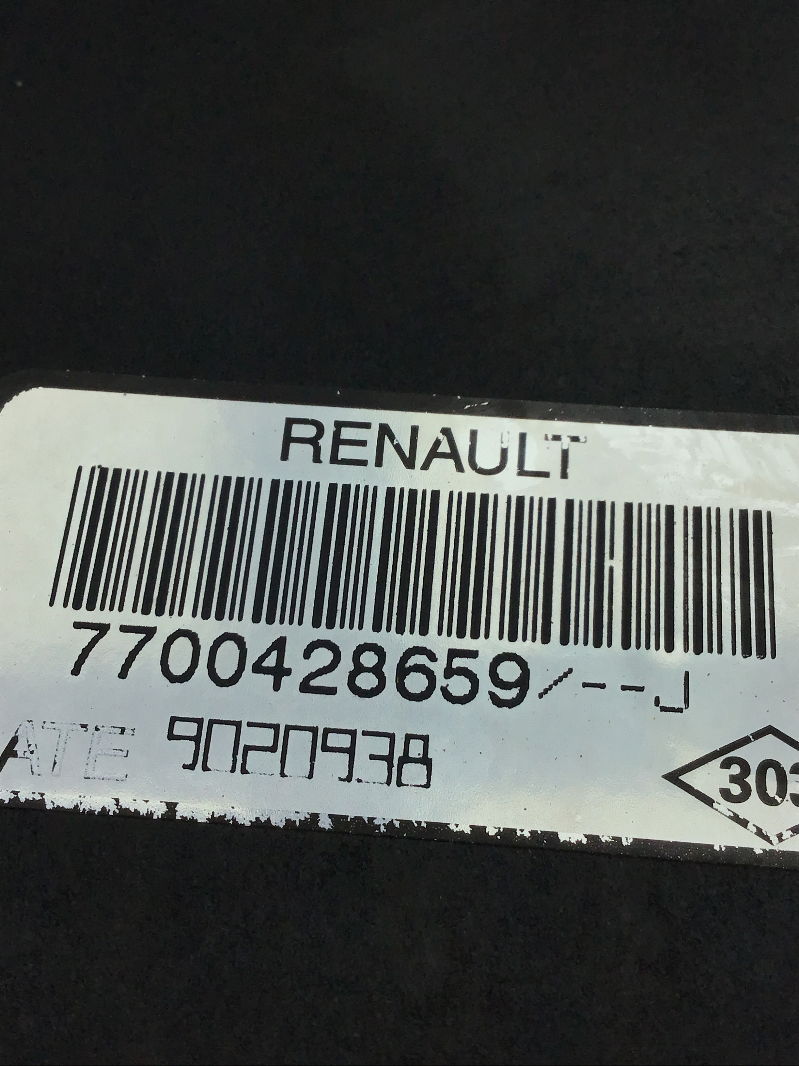 RENAULT
7700428659/--J
ATE 9020938
303